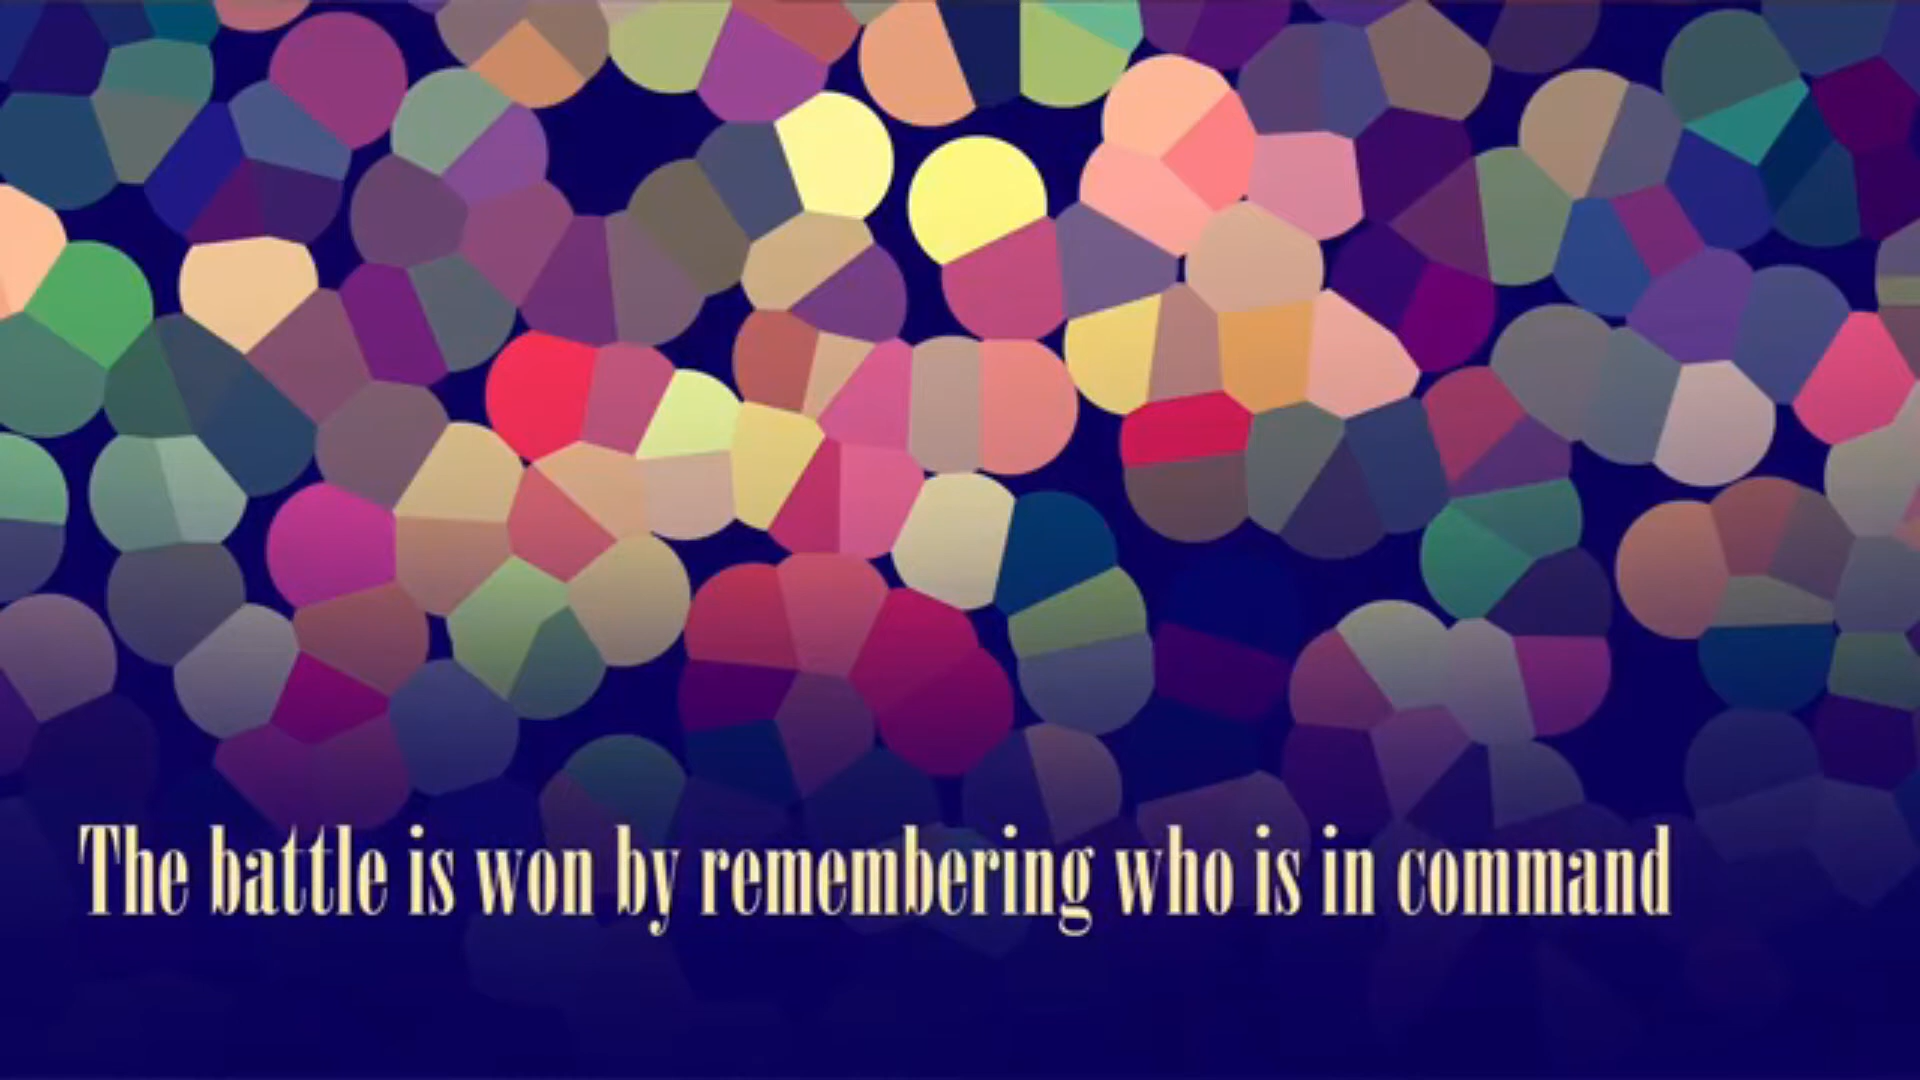 The battle is won by remembering who is in command